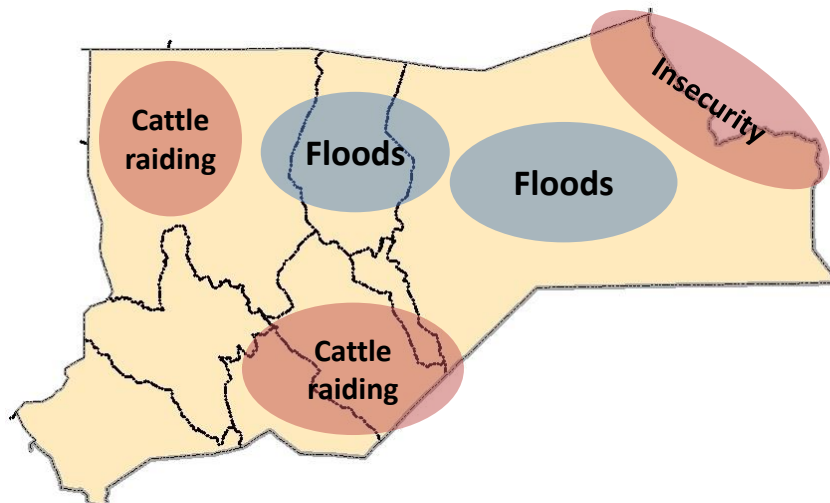 Insecurity
Cattle
raiding
Floods
Floods
Cattle
raiding